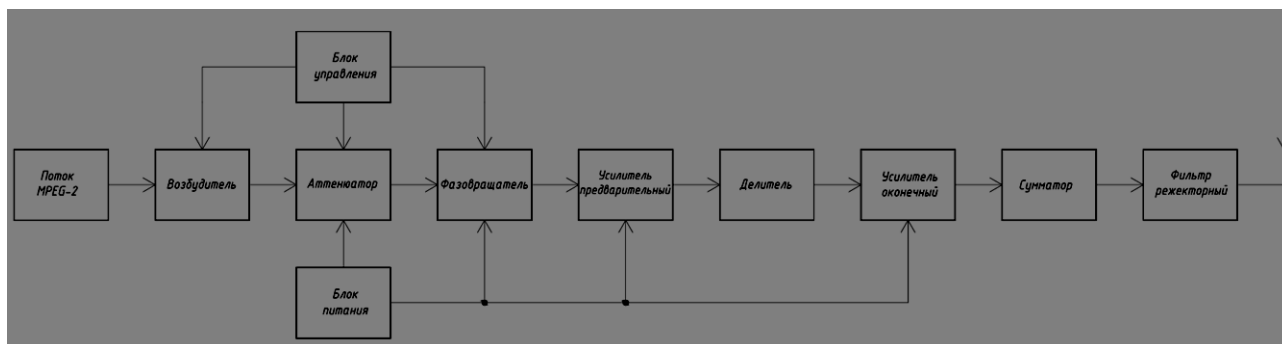 Блок
управления
Поток
MPEG-2
Возбудитель
Аттенюатор
Фазовращатель
Усилитель
предварительный
Делитель
Усилитель
оконечный
Сумматор
Фильтр
режекторный
Блок
питания